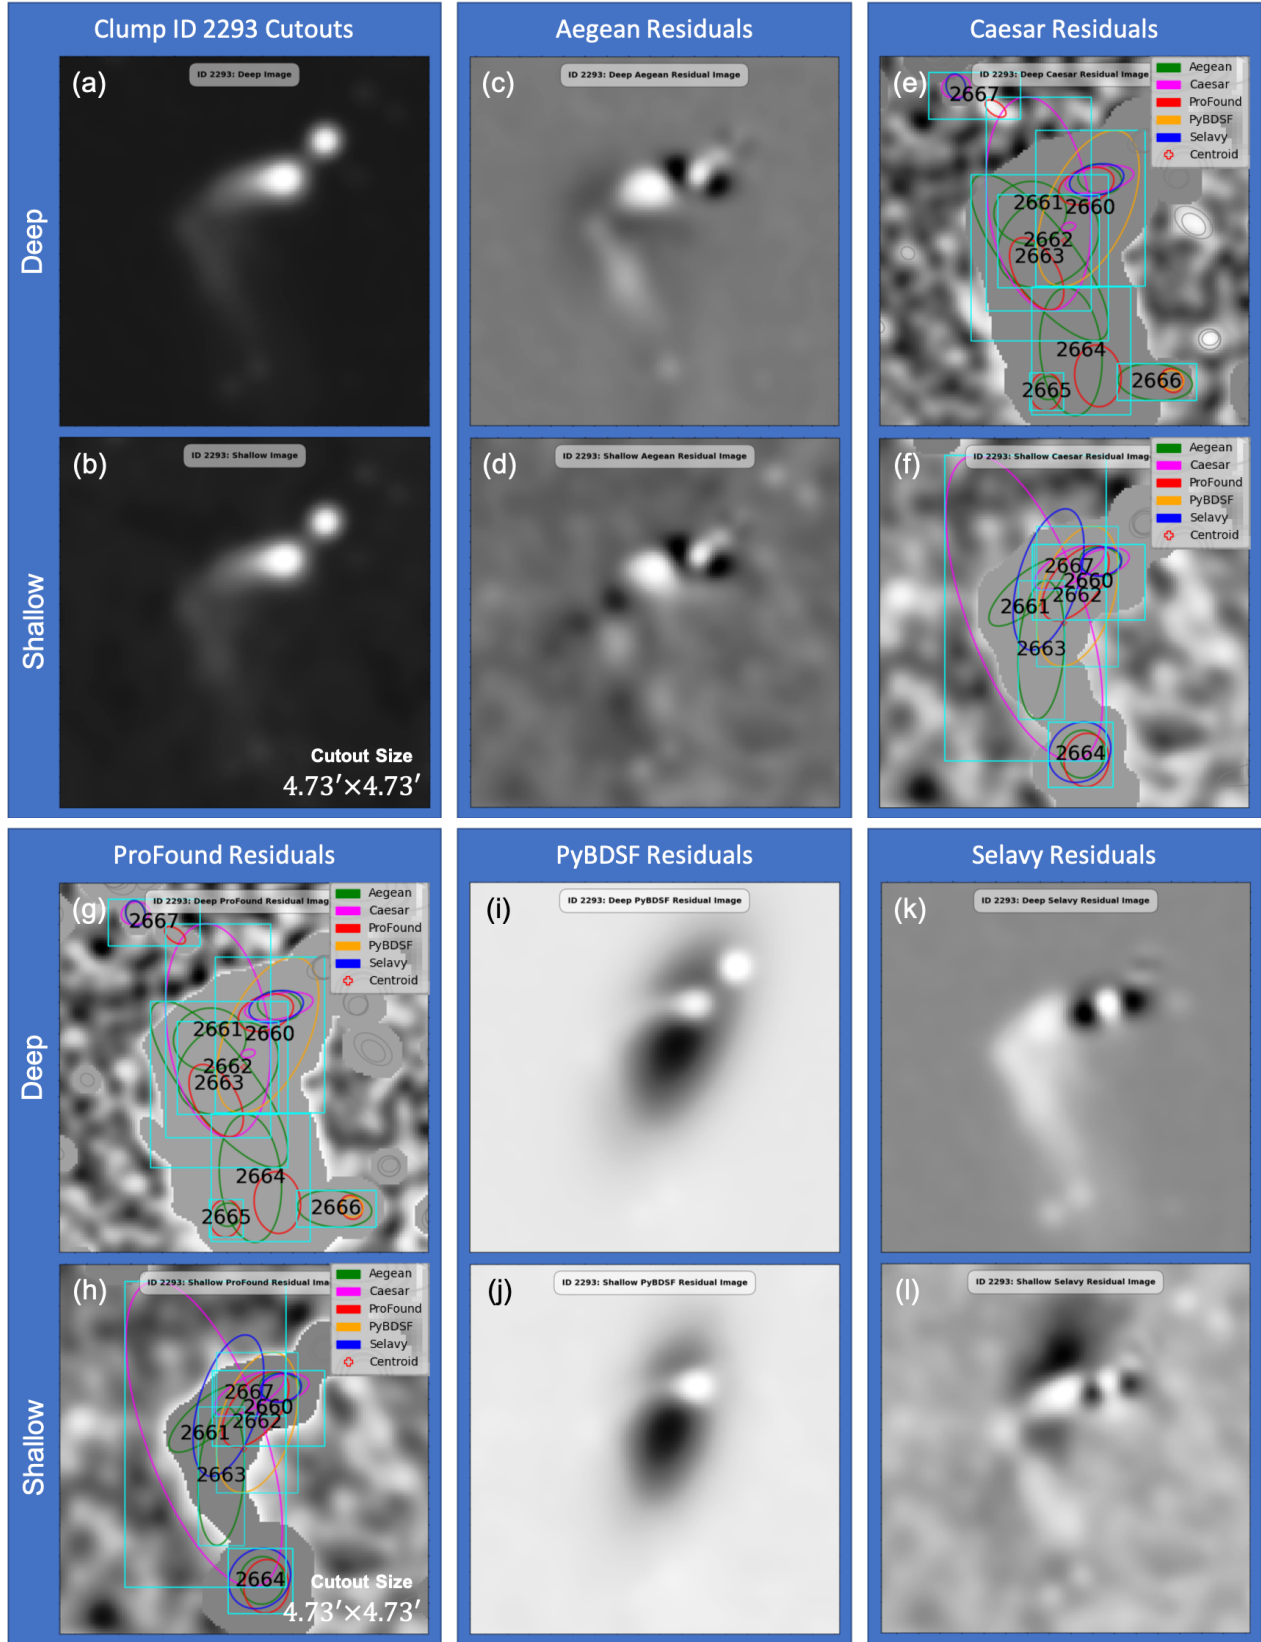 Clump ID 2293 Cutouts
Aegean Residuals
Caesar Residuals
Deep
(a)
ID 2293: Deep Image
(c)
ID 2293: Deep Aegean Residual Image
(e)
ID 2293: Deep Caesar Residual Image
Aegean
Caesar
ProFound
PyBDSF
Selavy
Centroid
2667
2661
2660
2662
2663
2664
2665
2666
Shallow
(b)
ID 2293: Shallow Image
Cutout Size
4.73′×4.73′
(d)
ID 2293: Shallow Aegean Residual Image
(f)
ID 2293: Shallow Caesar Residual Imag
Aegean
Caesar
ProFound
PyBDSF
Selavy
Centroid
2667
2660
2662
2661
2663
2664
ProFound Residuals
PyBDSF Residuals
Selavy Residuals
Deep
(g)
ID 2293: Deep ProFound Residual Imag
Aegean
Caesar
ProFound
PyBDSF
Selavy
Centroid
2667
2661
2660
2662
2663
2664
2665
2666
(i)
ID 2293: Deep PyBDSF Residual Image
(k)
ID 2293: Deep Selavy Residual Image
Shallow
(h)
ID 2293: Shallow ProFound Residual Ima
Aegean
Caesar
ProFound
PyBDSF
Selavy
Centroid
2667
2660
2662
2661
2663
2664
Cutout Size
4.73′×4.73′
(j)
ID 2293: Shallow PyBDSF Residual Image
(l)
ID 2293: Shallow Selavy Residual Image